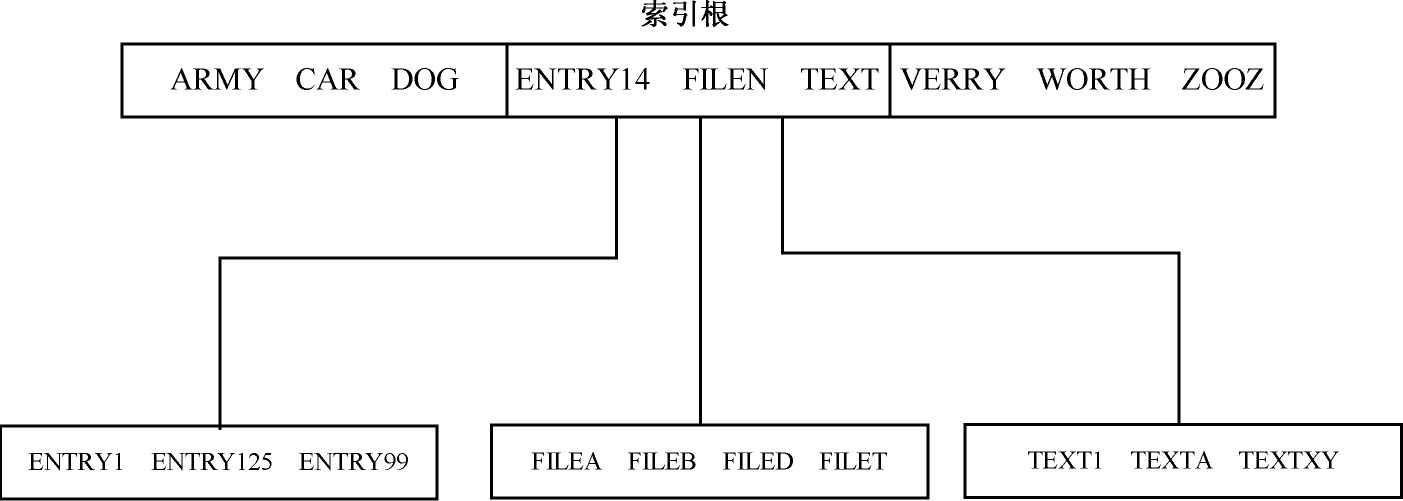 索引根
ARMY CAR DOG ENTRY14 FILEN TEXT VERRY WORTH ZOOZ
ENTRY1 ENTRY125 ENTRY99 FILEA FILEB FILED FILET TEXT1 TEXTA TEXTXY